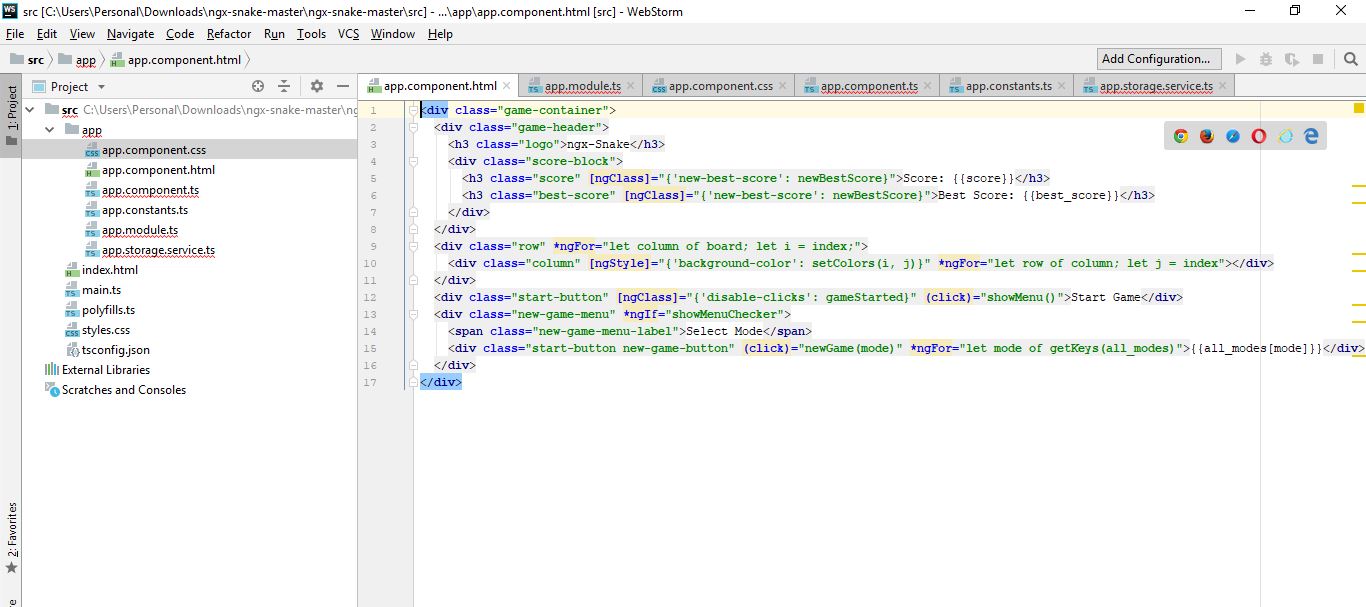 WS src [C:\Users\Personal\Downloads\ngx-snake-master\ngx-snake-master\src] - ...\app\app.component.html [src] - WebStorm
File Edit View Navigate Code Refactor Run Tools VCS Window Help
src app app.component.html Add Configuration...
1: Project
Project
app.component.html app.module.ts app.component.css app.component.ts app.constants.ts app.storage.service.ts
src C:\Users\Personal\Downloads\ngx-snake-master\ng
app
app.component.css
app.component.html
app.component.ts
app.constants.ts
app.module.ts
app.storage.service.ts
index.html
main.ts
polyfills.ts
styles.css
tsconfig.json
External Libraries
Scratches and Consoles
1 <div class="game-container">
2 <div class="game-header">
3 <h3 class="logo">ngx-Snake</h3>
4 <div class="score-block">
5 <h3 class="score" [ngClass]="{'new-best-score': newBestScore}">Score: {{score}}</h3>
6 <h3 class="best-score" [ngClass]="{'new-best-score': newBestScore}">Best Score: {{best_score}}</h3>
7 </div>
8 </div>
9 <div class="row" *ngFor="let column of board; let i = index;">
10 <div class="column" [ngStyle]="{'background-color': setColors(i, j)}" *ngFor="let row of column; let j = index"></div>
11 </div>
12 <div class="start-button" [ngClass]="{'disable-clicks': gameStarted}" (click)="showMenu()">Start Game</div>
13 <div class="new-game-menu" *ngIf="showMenuChecker">
14 <span class="new-game-menu-label">Select Mode</span>
15 <div class="start-button new-game-button" (click)="newGame(mode)" *ngFor="let mode of getKeys(all_modes)">{{all_modes[mode]}}</div>
16 </div>
17 </div>
2: Favorites